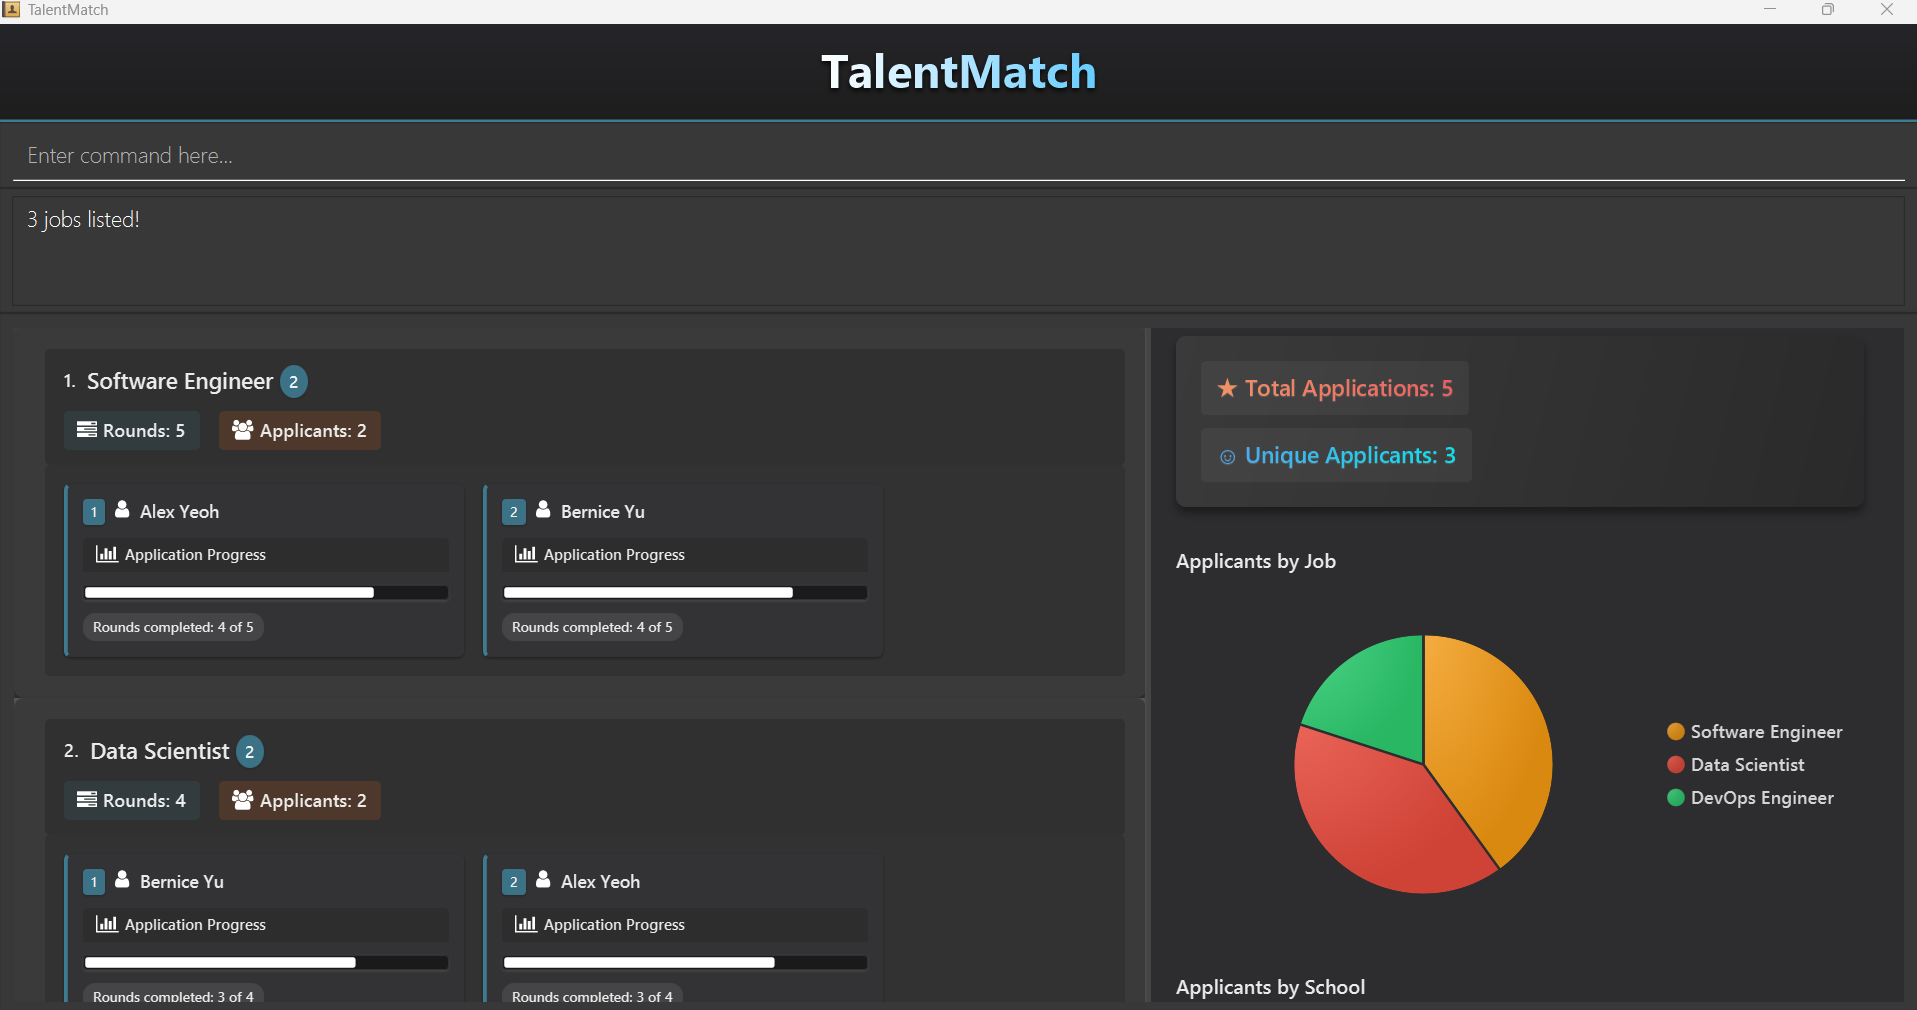 TalentMatch
TalentMatch
Enter command here...
3 jobs listed!
1. Software Engineer 2
Rounds: 5 Applicants: 2
1 Alex Yeoh
Application Progress
Rounds completed: 4 of 5
2 Bernice Yu
Application Progress
Rounds completed: 4 of 5
2. Data Scientist 2
Rounds: 4 Applicants: 2
1 Bernice Yu
Application Progress
Rounds completed: 3 of 4
2 Alex Yeoh
Application Progress
Rounds completed: 3 of 4
Total Applications: 5
Unique Applicants: 3
Applicants by Job
Software Engineer
Data Scientist
DevOps Engineer
Applicants by School